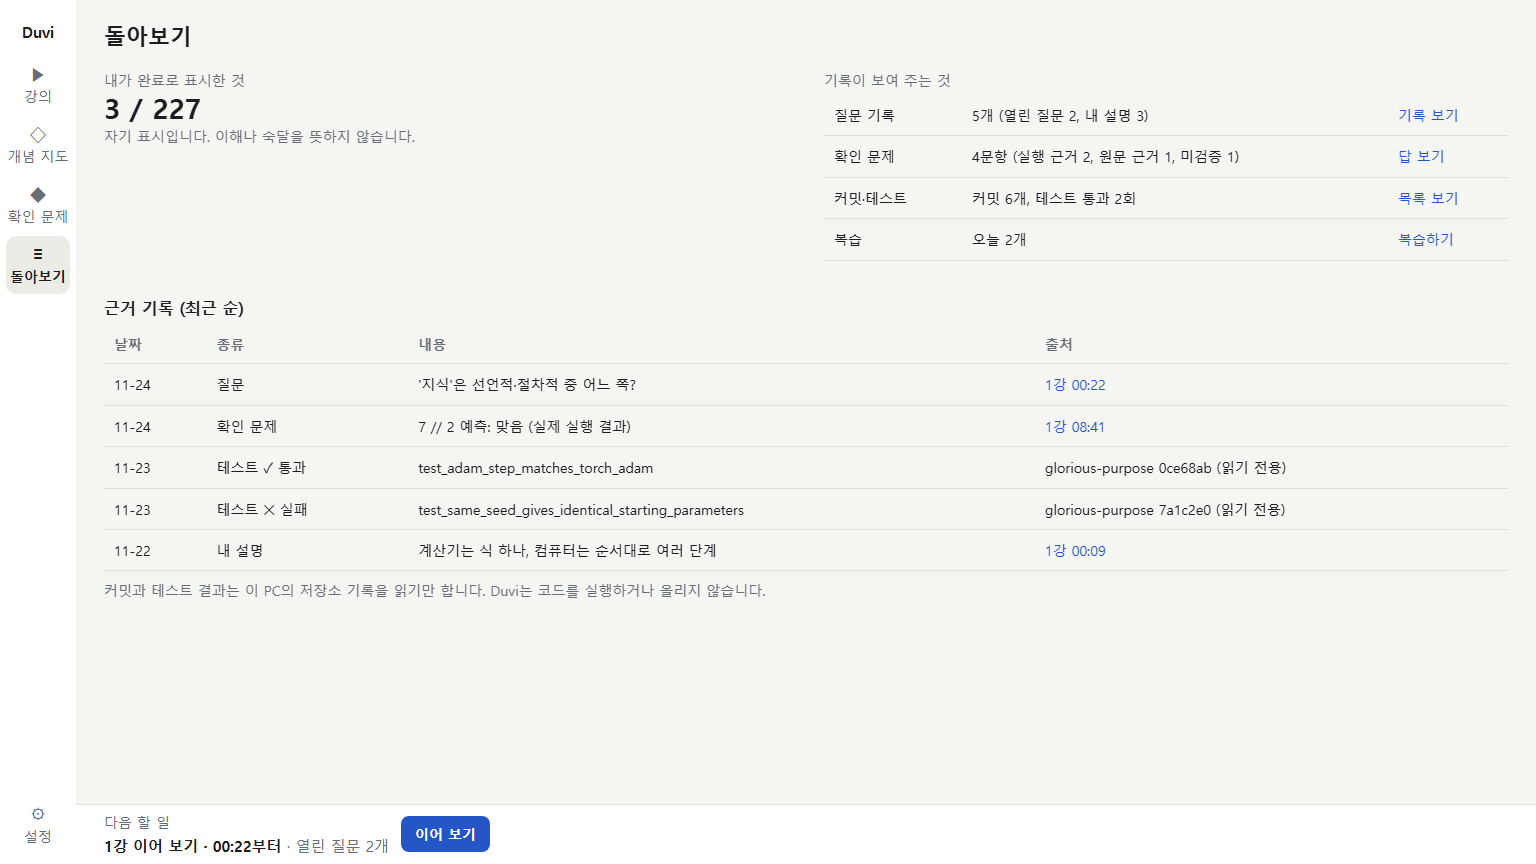 Duvi
강의
개념 지도
확인 문제
돌아보기
설정
돌아보기
내가 완료로 표시한 것
3 / 227
자기 표시입니다. 이해나 숙달을 뜻하지 않습니다.
기록이 보여 주는 것
질문 기록 5개 (열린 질문 2, 내 설명 3) 기록 보기
확인 문제 4문항 (실행 근거 2, 원문 근거 1, 미검증 1) 답 보기
커밋·테스트 커밋 6개, 테스트 통과 2회 목록 보기
복습 오늘 2개 복습하기
근거 기록 (최근 순)
날짜 종류 내용 출처
11-24 질문 '지식'은 선언적·절차적 중 어느 쪽? 1강 00:22
11-24 확인 문제 7 // 2 예측: 맞음 (실제 실행 결과) 1강 08:41
11-23 테스트 ✓ 통과 test_adam_step_matches_torch_adam glorious-purpose 0ce68ab (읽기 전용)
11-23 테스트 ✕ 실패 test_same_seed_gives_identical_starting_parameters glorious-purpose 7a1c2e0 (읽기 전용)
11-22 내 설명 계산기는 식 하나, 컴퓨터는 순서대로 여러 단계 1강 00:09
커밋과 테스트 결과는 이 PC의 저장소 기록을 읽기만 합니다. Duvi는 코드를 실행하거나 올리지 않습니다.
다음 할 일
1강 이어 보기 · 00:22부터 · 열린 질문 2개
이어 보기